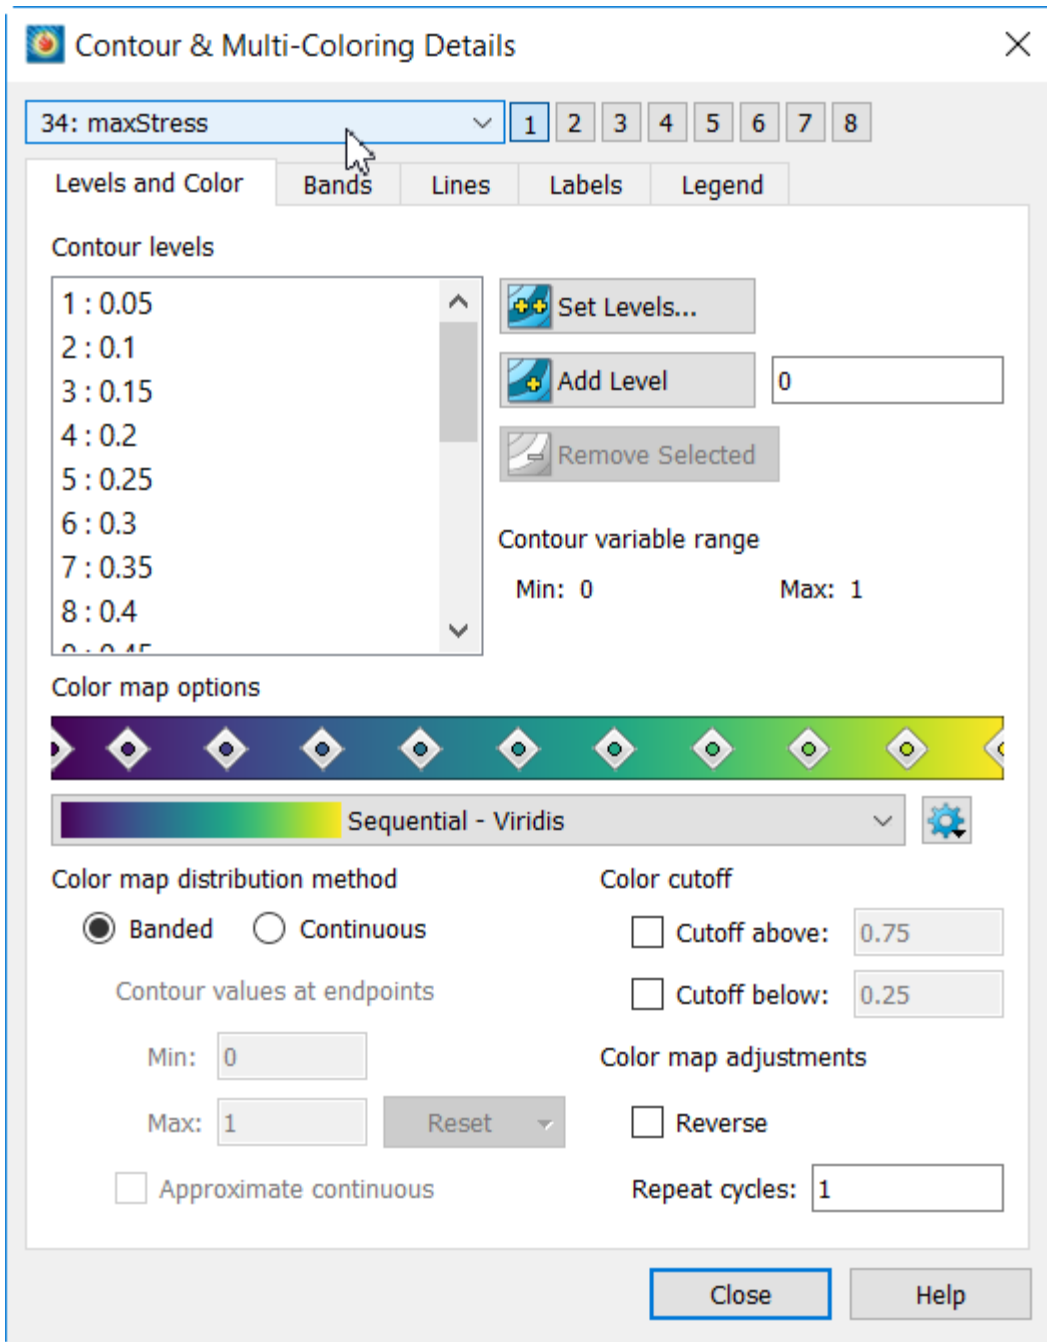 Contour & Multi-Coloring Details
34: maxStress 1 2 3 4 5 6 7 8
Levels and Color Bands Lines Labels Legend
Contour levels
1 : 0.05
2 : 0.1
3 : 0.15
4 : 0.2
5 : 0.25
6 : 0.3
7 : 0.35
8 : 0.4
9 : 0.45
Set Levels...
Add Level 0
Remove Selected
Contour variable range
Min: 0 Max: 1
Color map options
Sequential - Viridis
Color map distribution method
Banded Continuous
Contour values at endpoints
Min: 0
Max: 1 Reset
Approximate continuous
Color cutoff
Cutoff above: 0.75
Cutoff below: 0.25
Color map adjustments
Reverse
Repeat cycles: 1
Close Help